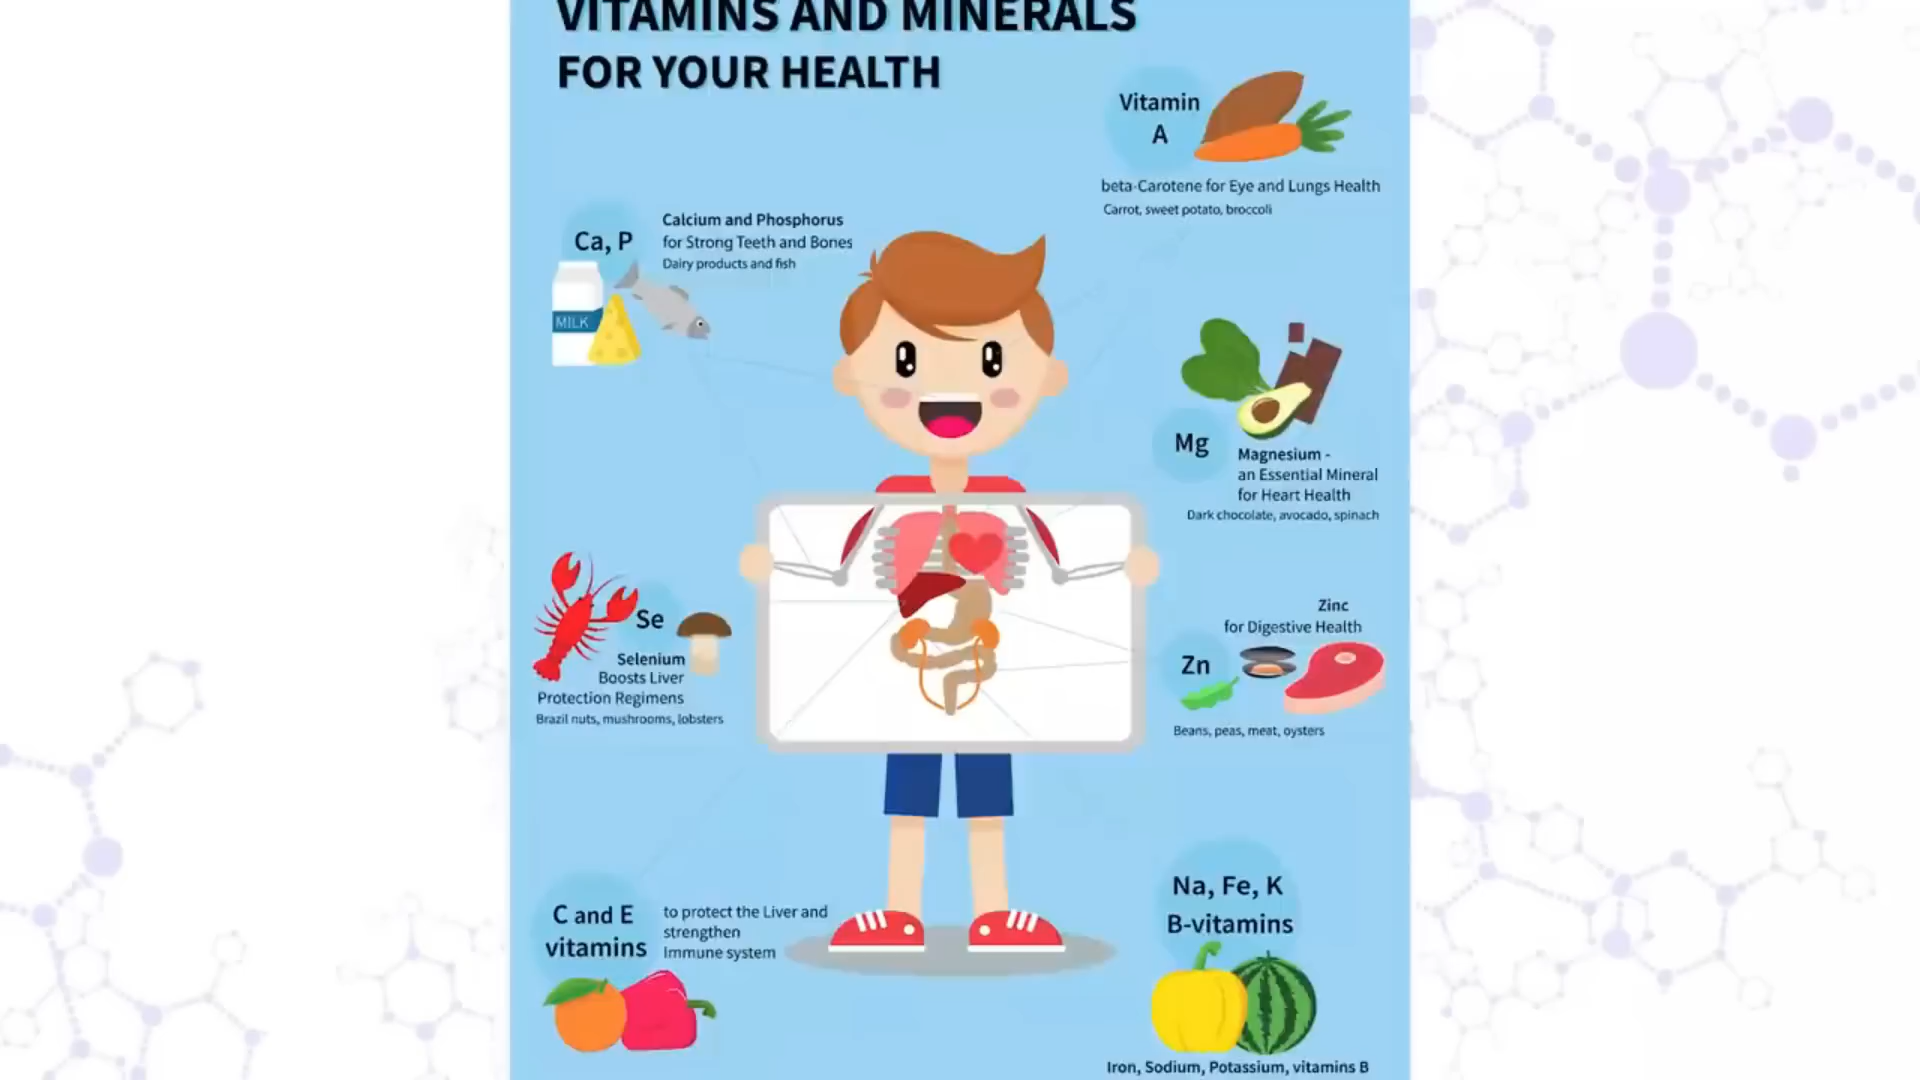 VITAMINS AND MINERALS
FOR YOUR HEALTH
Vitamin
A
beta-Carotene for Eye and Lungs Health
Carrot, sweet potato, broccoli
Ca, P
Calcium and Phosphorus
for Strong Teeth and Bones
Dairy products and fish
MILK
Mg
Magnesium -
an Essential Mineral
for Heart Health
Dark chocolate, avocado, spinach
Se
Selenium
Boosts Liver
Protection Regimens
Brazil nuts, mushrooms, lobsters
Zinc
for Digestive Health
Zn
Beans, peas, meat, oysters
C and E
vitamins
to protect the Liver and
strengthen
Immune system
Na, Fe, K
B-vitamins
Iron, Sodium, Potassium, vitamins B